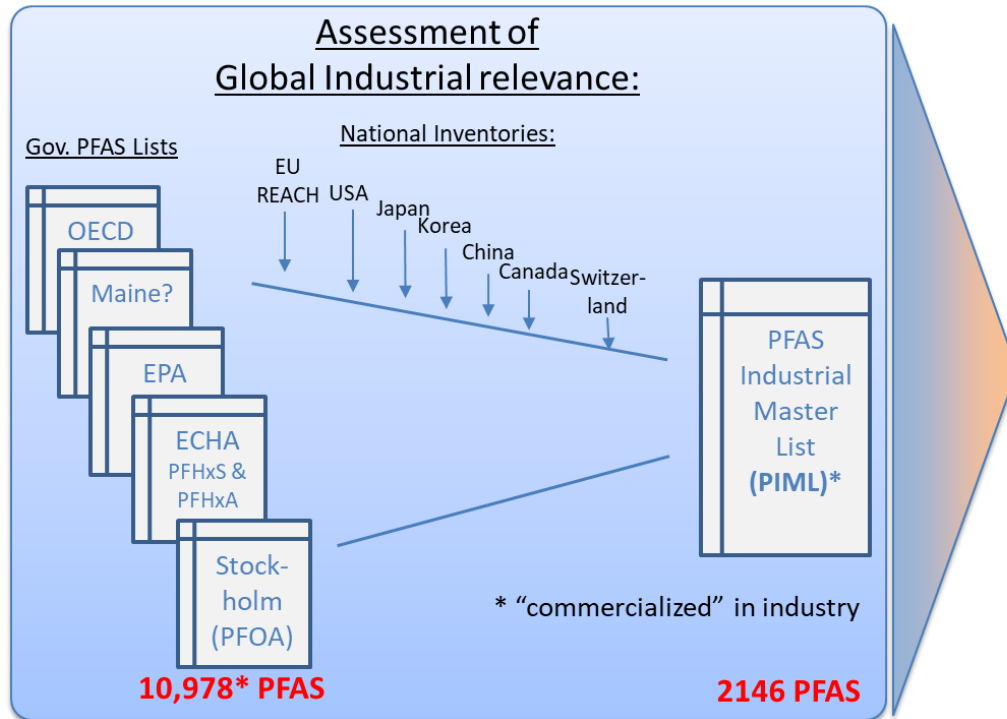 Assessment of
Global Industrial relevance:
Gov. PFAS Lists
National Inventories:
EU
REACH
USA
Japan
Korea
China
Canada
Switzer-
land
OECD
Maine?
EPA
ECHA
PFHxS &
PFHxA
Stock-
holm
(PFOA)
PFAS
Industrial
Master
List
(PIML)*
* “commercialized” in industry
10,978* PFAS
2146 PFAS